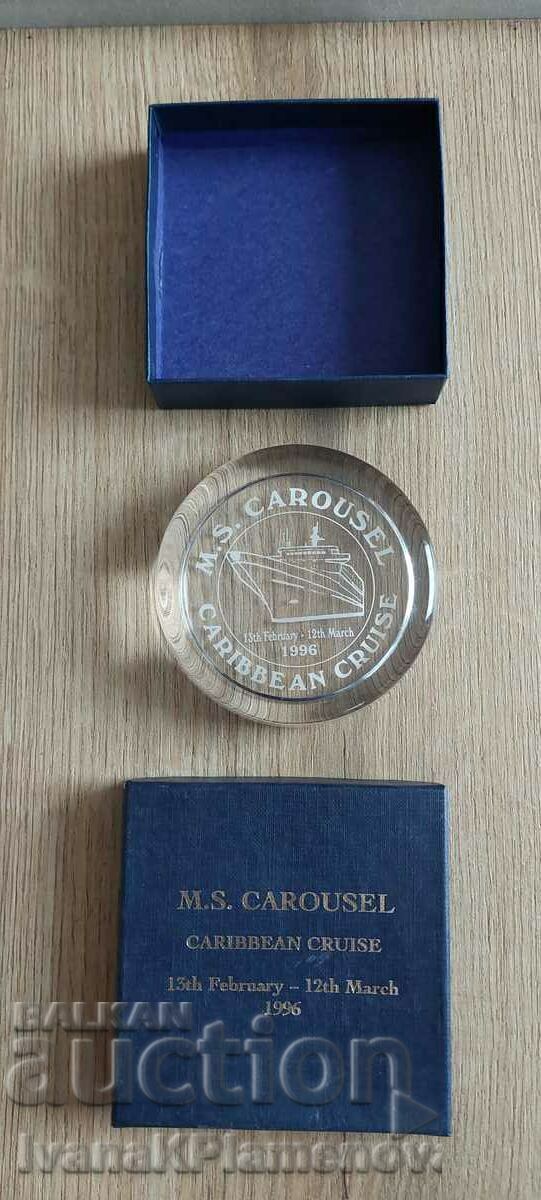 M.S. CAROUSEL
13th February - 12th March
1996
CARIBBEAN CRUISE
M.S. CAROUSEL
CARIBBEAN CRUISE
13th February - 12th March
1996
BALKAN
auction
IvanaKPlamenov